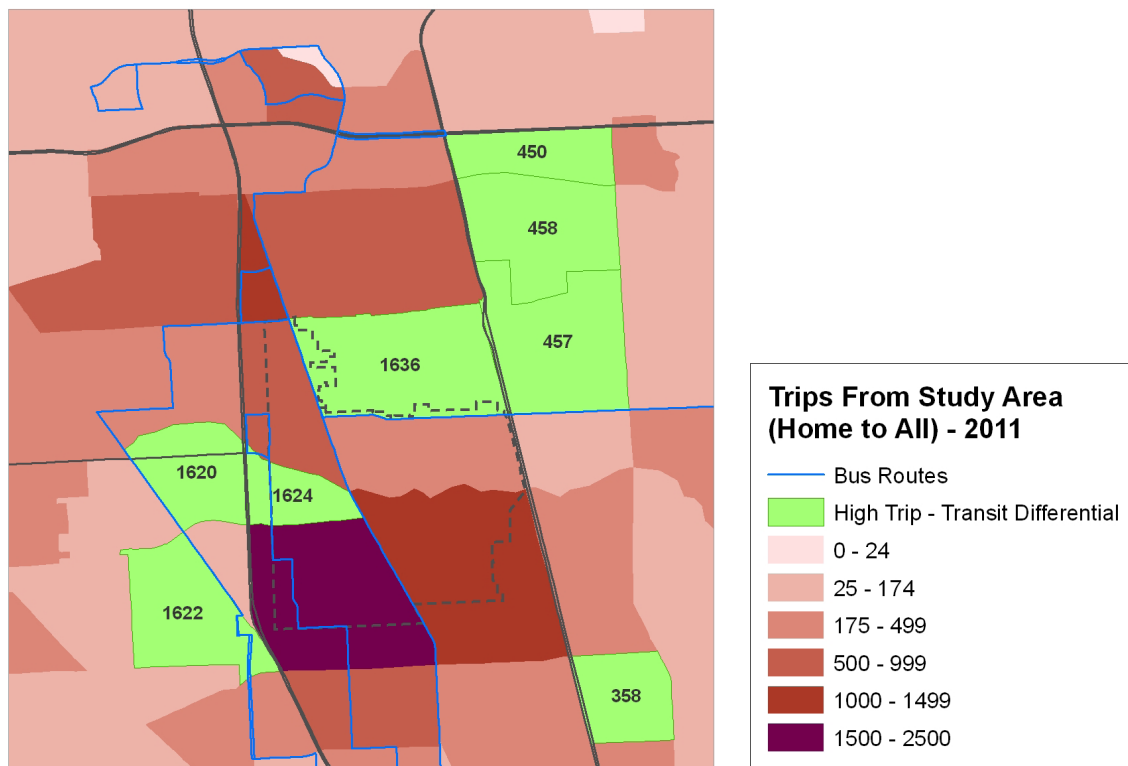 450
458
457
1636
1620
1624
1622
358
Trips From Study Area
(Home to All) - 2011
Bus Routes
High Trip - Transit Differential
0 - 24
25 - 174
175 - 499
500 - 999
1000 - 1499
1500 - 2500